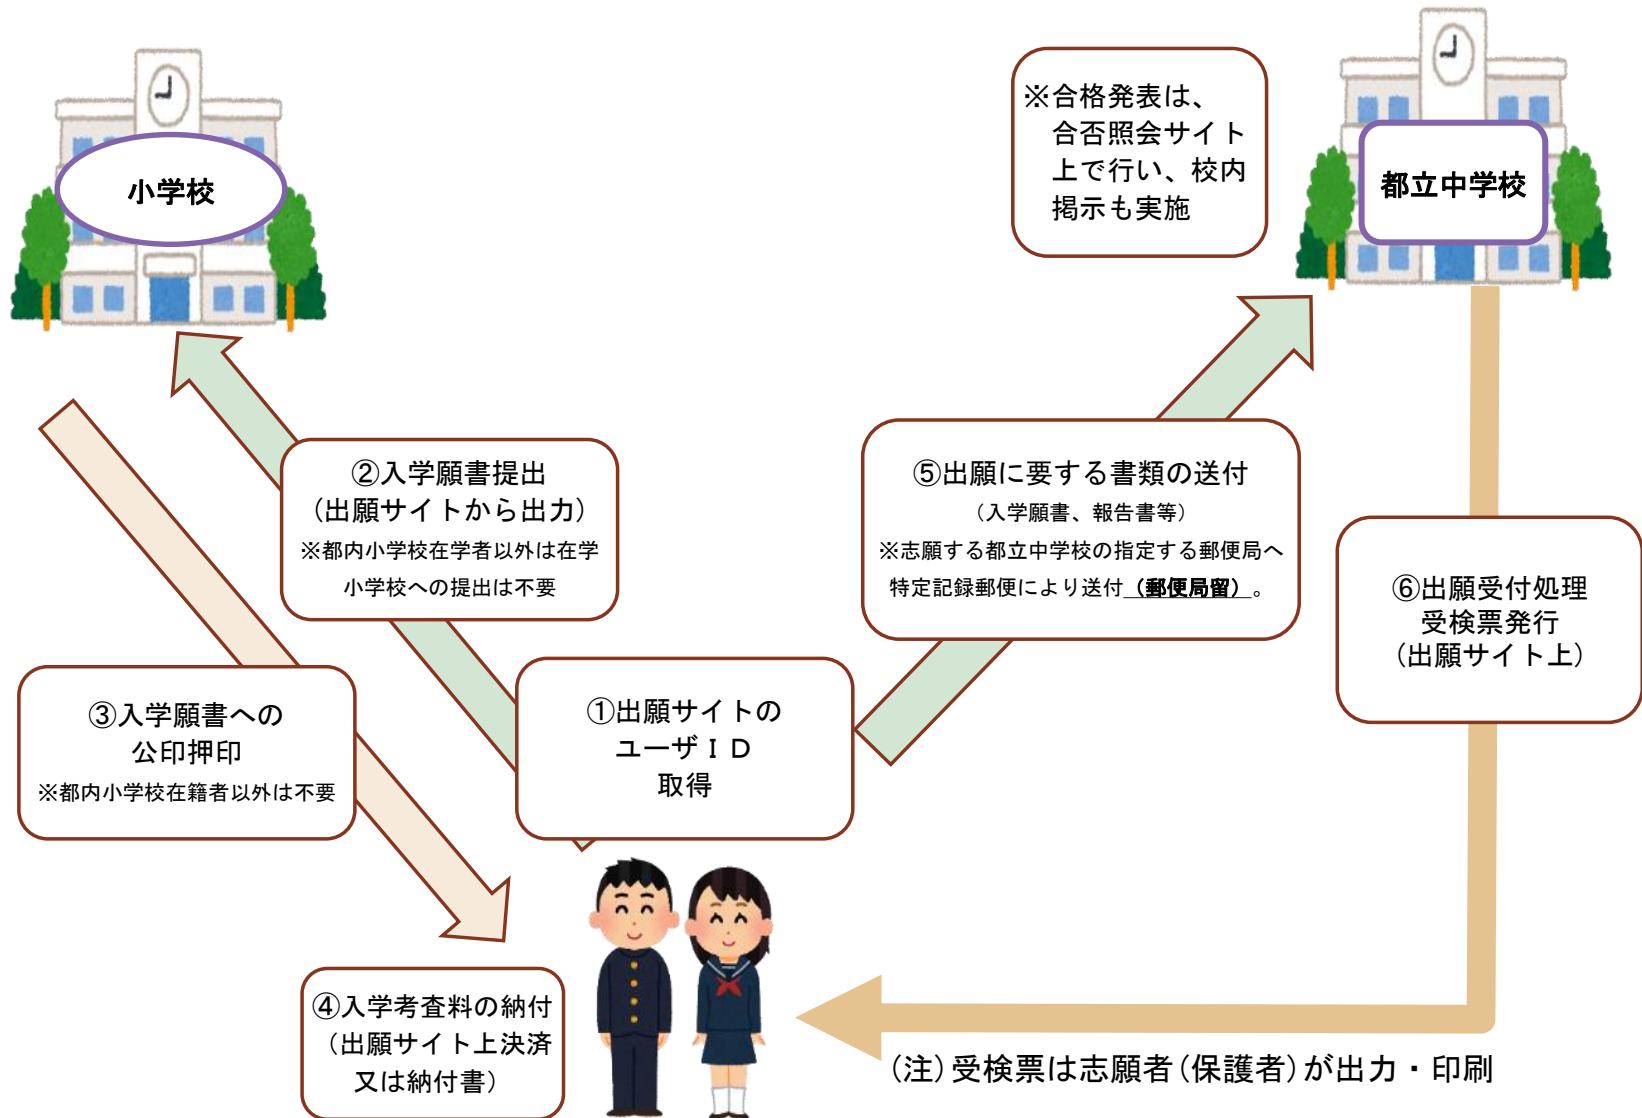 小学校
※合格発表は、
合否照会サイト
上で行い、校内
掲示も実施
都立中学校
②入学願書提出
（出願サイトから出力）
※都内小学校在学者以外は在学
小学校への提出は不要
⑤出願に要する書類の送付
（入学願書、報告書等）
※志願する都立中学校の指定する郵便局へ
特定記録郵便により送付（郵便局留）。
⑥出願受付処理
受検票発行
（出願サイト上）
③入学願書への
公印押印
※都内小学校在籍者以外は不要
①出願サイトの
ユーザＩＤ
取得
④入学考査料の納付
（出願サイト上決済
又は納付書）
（注）受検票は志願者（保護者）が出力・印刷